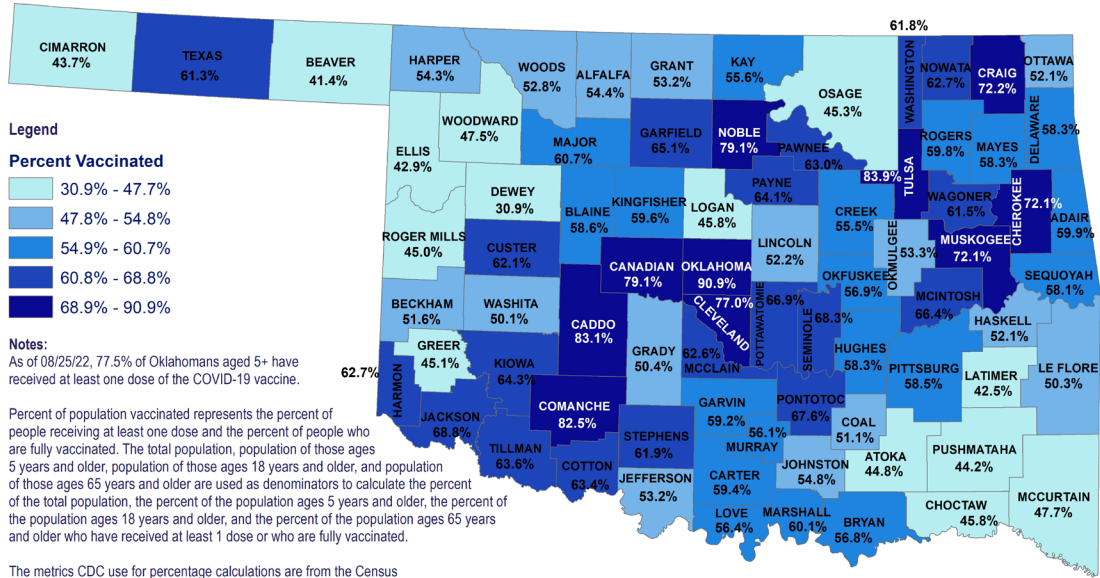 61.8%
CIMARRON
43.7%
TEXAS
61.3%
BEAVER
41.4%
HARPER
54.3%
WOODS
52.8%
ALFALFA
54.4%
GRANT
53.2%
KAY
55.6%
OSAGE
45.3%
WASHINGTON
NOWATA
62.7%
CRAIG
72.2%
OTTAWA
52.1%
Legend
Percent Vaccinated
30.9% - 47.7%
47.8% - 54.8%
54.9% - 60.7%
60.8% - 68.8%
68.9% - 90.9%
ELLIS
42.9%
WOODWARD
47.5%
MAJOR
60.7%
GARFIELD
65.1%
NOBLE
79.1%
PAWNEE
63.0%
83.9%
TULSA
ROGERS
59.8%
MAYES
58.3%
DELAWARE
58.3%
DEWEY
30.9%
BLAINE
58.6%
KINGFISHER
59.6%
LOGAN
45.8%
PAYNE
64.1%
CREEK
55.5%
WAGONER
61.5%
CHEROKEE
72.1%
ADAIR
59.9%
ROGER MILLS
45.0%
CUSTER
62.1%
CANADIAN
79.1%
OKLAHOMA
90.9%
LINCOLN
52.2%
OKMULGEE
53.3%
MUSKOGEE
72.1%
OKFUSKEE
56.9%
SEQUOYAH
58.1%
BECKHAM
51.6%
WASHITA
50.1%
CADDO
83.1%
GRADY
50.4%
77.0%
CLEVELAND
POTTAWATOMIE
66.9%
SEMINOLE
68.3%
MCINTOSH
66.4%
HASKELL
52.1%
Notes:
As of 08/25/22, 77.5% of Oklahomans aged 5+ have
received at least one dose of the COVID-19 vaccine.
GREER
45.1%
62.7%
HARMON
KIOWA
64.3%
62.6%
MCCLAIN
HUGHES
58.3%
PITTSBURG
58.5%
LATIMER
42.5%
LE FLORE
50.3%
Percent of population vaccinated represents the percent of
people receiving at least one dose and the percent of people who
are fully vaccinated. The total population, population of those ages
5 years and older, population of those ages 18 years and older, and population
of those ages 65 years and older are used as denominators to calculate the percent
of the total population, the percent of the population ages 5 years and older, the percent of
the population ages 18 years and older, and the percent of the population ages 65 years
and older who have received at least 1 dose or who are fully vaccinated.
JACKSON
68.8%
COMANCHE
82.5%
TILLMAN
63.6%
COTTON
63.4%
STEPHENS
61.9%
GARVIN
59.2%
PONTOTOC
67.6%
COAL
51.1%
56.1%
MURRAY
ATOKA
44.8%
PUSHMATAHA
44.2%
JEFFERSON
53.2%
CARTER
59.4%
JOHNSTON
54.8%
LOVE
56.4%
MARSHALL
60.1%
BRYAN
56.8%
CHOCTAW
45.8%
MCCURTAIN
47.7%
The metrics CDC use for percentage calculations are from the Census